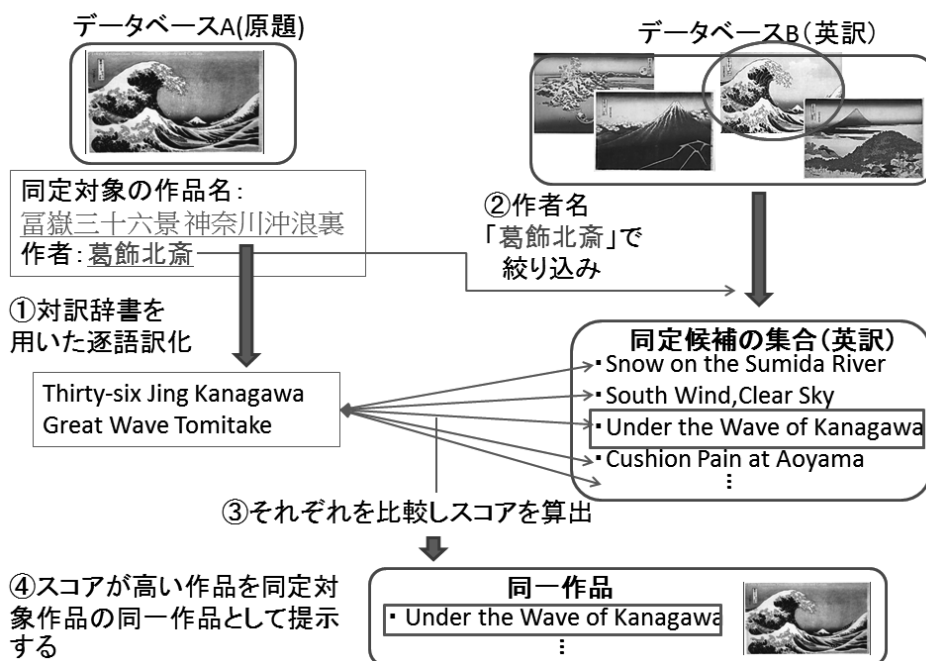 データベースA(原題)
データベースB(英訳)
同定対象の作品名:
冨嶽三十六景神奈川沖浪裏
作者:葛飾北斎
②作者名
「葛飾北斎」で
絞り込み
①対訳辞書を
用いた逐語訳化
Thirty-six Jing Kanagawa
Great Wave Tomitake
同定候補の集合(英訳)
・Snow on the Sumida River
・South Wind,Clear Sky
・Under the Wave of Kanagawa
・Cushion Pain at Aoyama
⋮
③それぞれを比較しスコアを算出
④スコアが高い作品を同定対
象作品の同一作品として提示
する
同一作品
・Under the Wave of Kanagawa
⋮